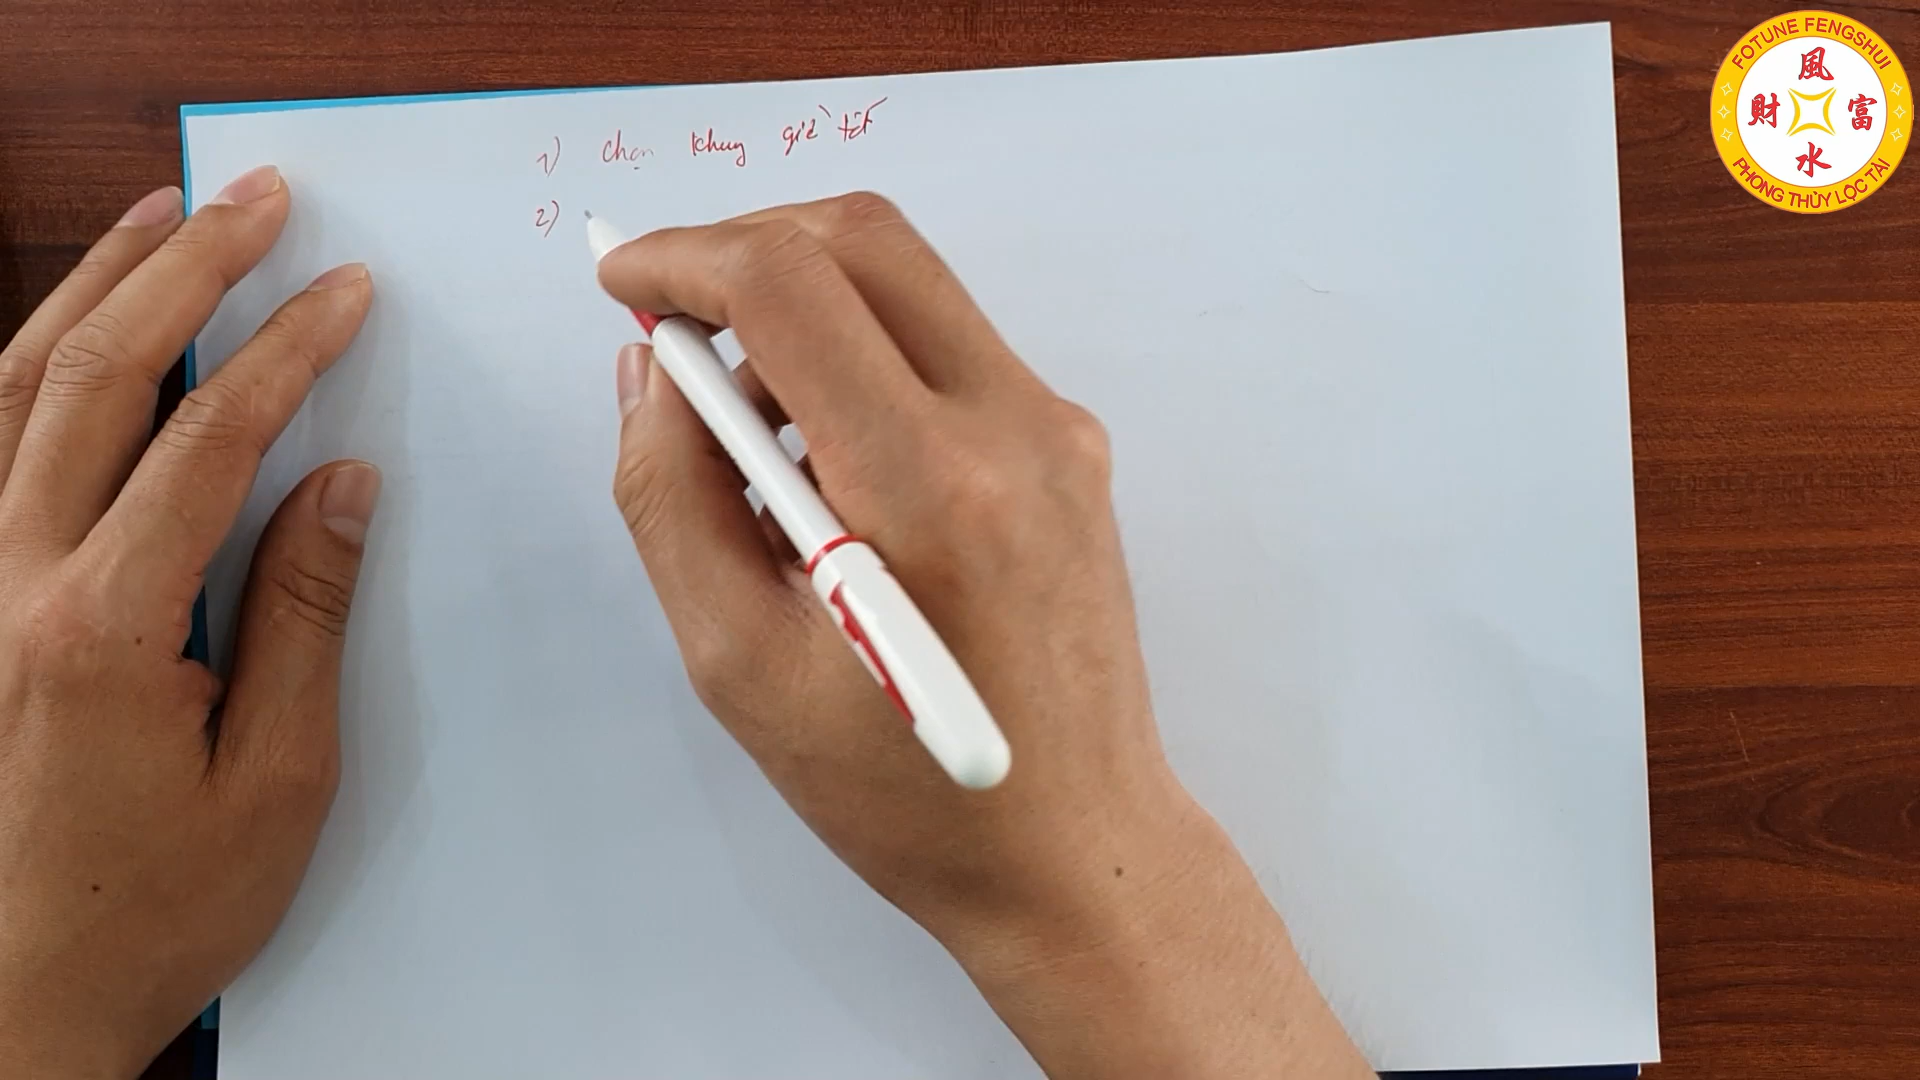 1) chọn khung giờ tốt
2)
FOTUNE FENGSHUI
風
財 富
水
PHONG THỦY LỘC TÀI